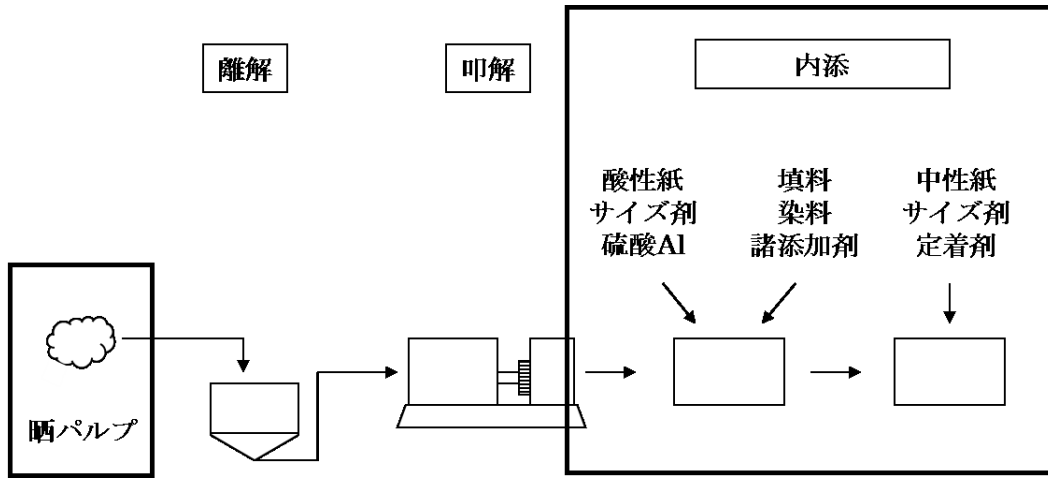 離解
叩解
内添
酸性紙
サイズ剤
硫酸Al
填料
染料
諸添加剤
中性紙
サイズ剤
定着剤
晒パルプ